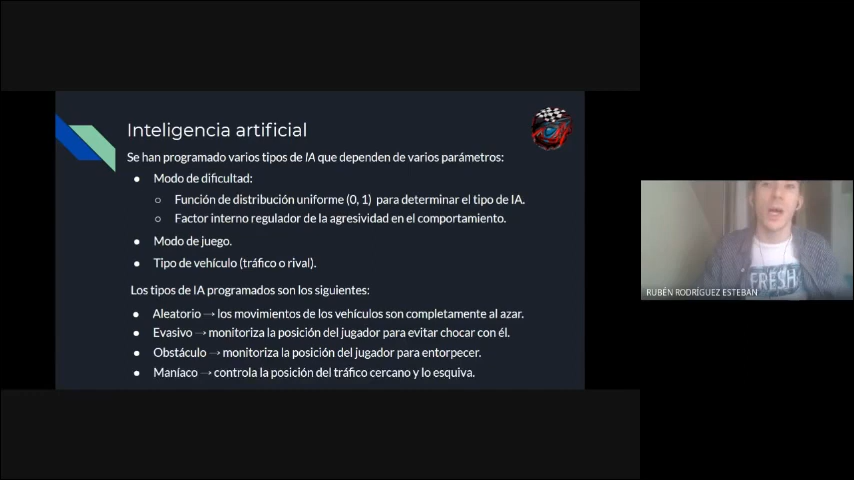 Inteligencia artificial
Se han programado varios tipos de IA que dependen de varios parámetros:
● Modo de dificultad:
○ Función de distribución uniforme (0, 1) para determinar el tipo de IA.
○ Factor interno regulador de la agresividad en el comportamiento.
● Modo de juego.
● Tipo de vehículo (tráfico o rival).
Los tipos de IA programados son los siguientes:
● Aleatorio → los movimientos de los vehículos son completamente al azar.
● Evasivo → monitoriza la posición del jugador para evitar chocar con él.
● Obstáculo → monitoriza la posición del jugador para entorpecer.
● Maníaco → controla la posición del tráfico cercano y lo esquiva.
FRESH
RUBÉN RODRÍGUEZ ESTEBAN